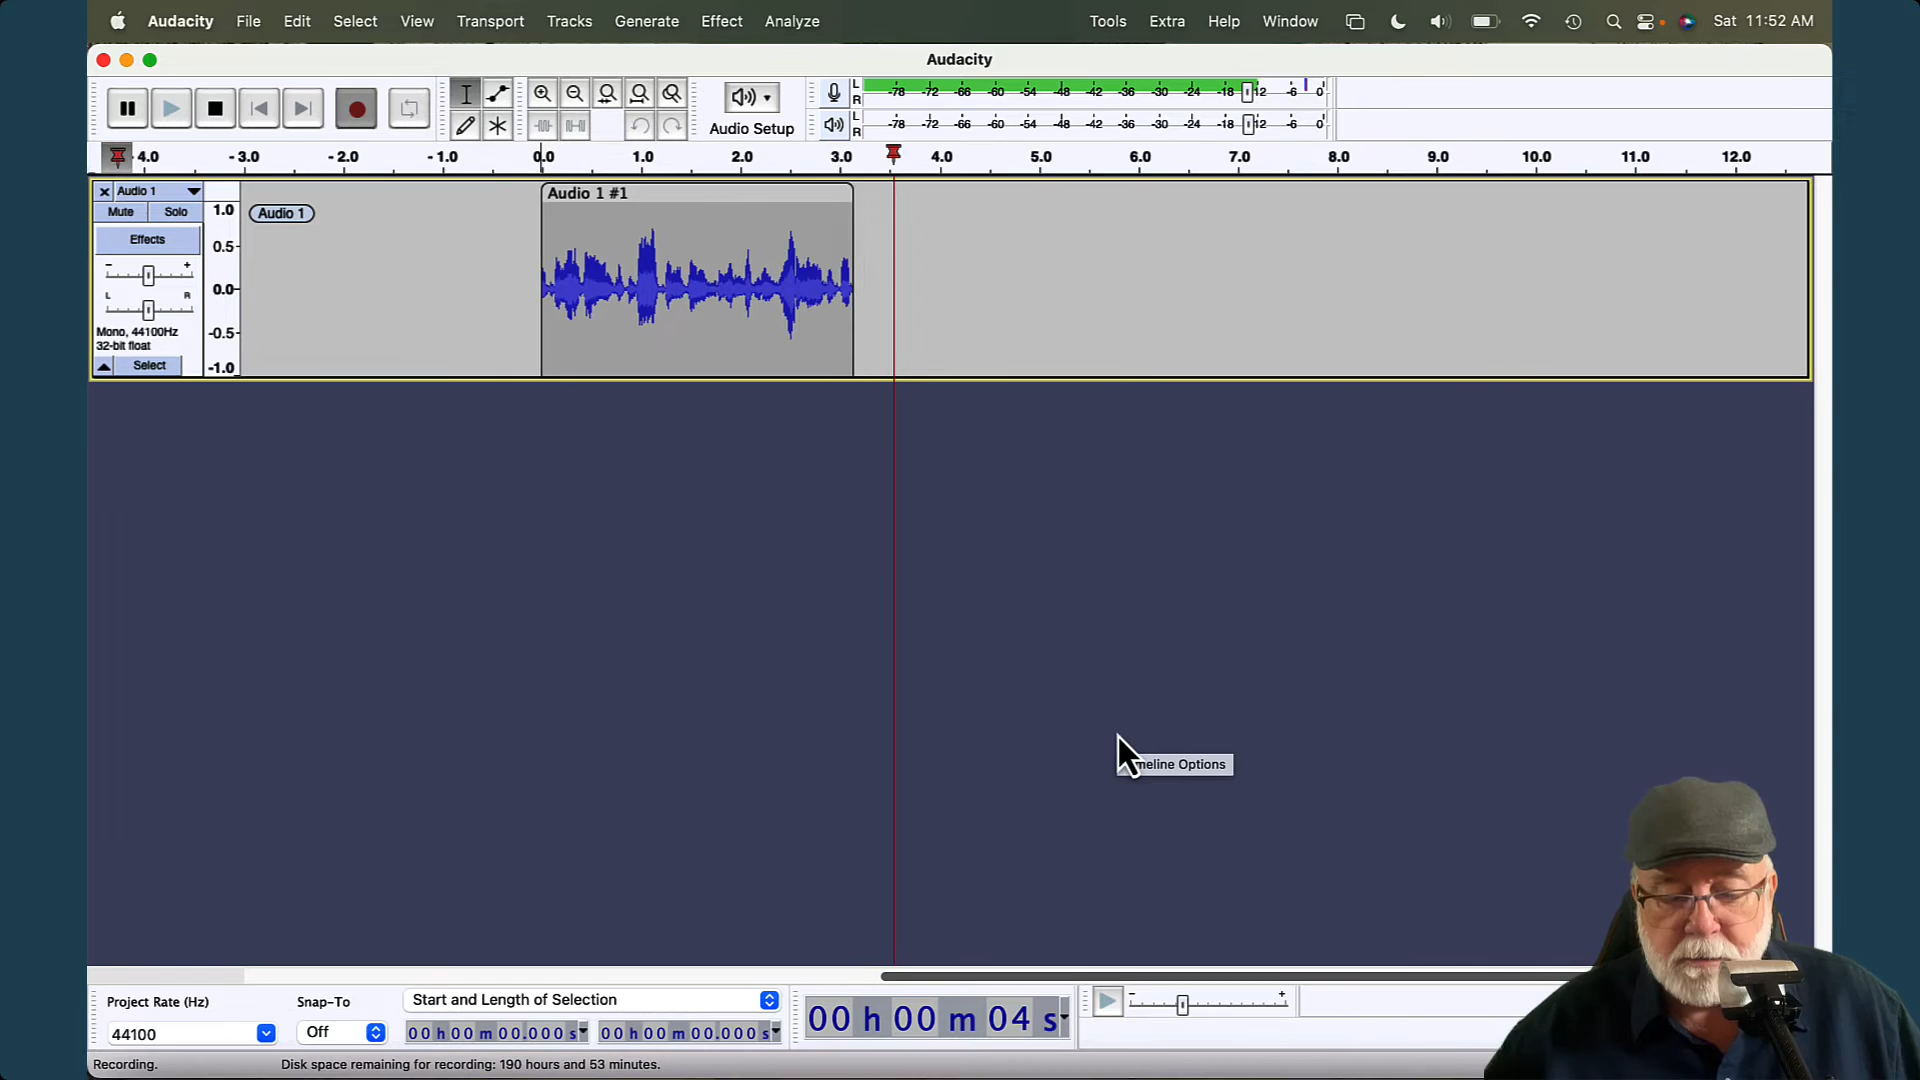 Audacity File Edit Select View Transport Tracks Generate Effect Analyze Tools Extra Help Window Sat 11:52 AM
Audacity
L -78 -72 -66 -60 -54 -48 -42 -36 -30 -24 -18 12 -6 0
R
Audio Setup
L -78 -72 -66 -60 -54 -48 -42 -36 -30 -24 -18 12 -6 0
R
4.0 -3.0 -2.0 -1.0 0.0 1.0 2.0 3.0 4.0 5.0 6.0 7.0 8.0 9.0 10.0 11.0 12.0
Audio 1
Audio 1 #1
Mute Solo
Audio 1
Effects
- +
L R
Mono, 44100Hz
32-bit float
Select
1.0
0.5
0.0
-0.5
-1.0
meline Options
Project Rate (Hz)
44100
Snap-To
Off
Start and Length of Selection
00 h 00 m 00.000 s 00 h 00 m 00.000 s
00 h 00 m 04 s
- +
Recording.
Disk space remaining for recording: 190 hours and 53 minutes.